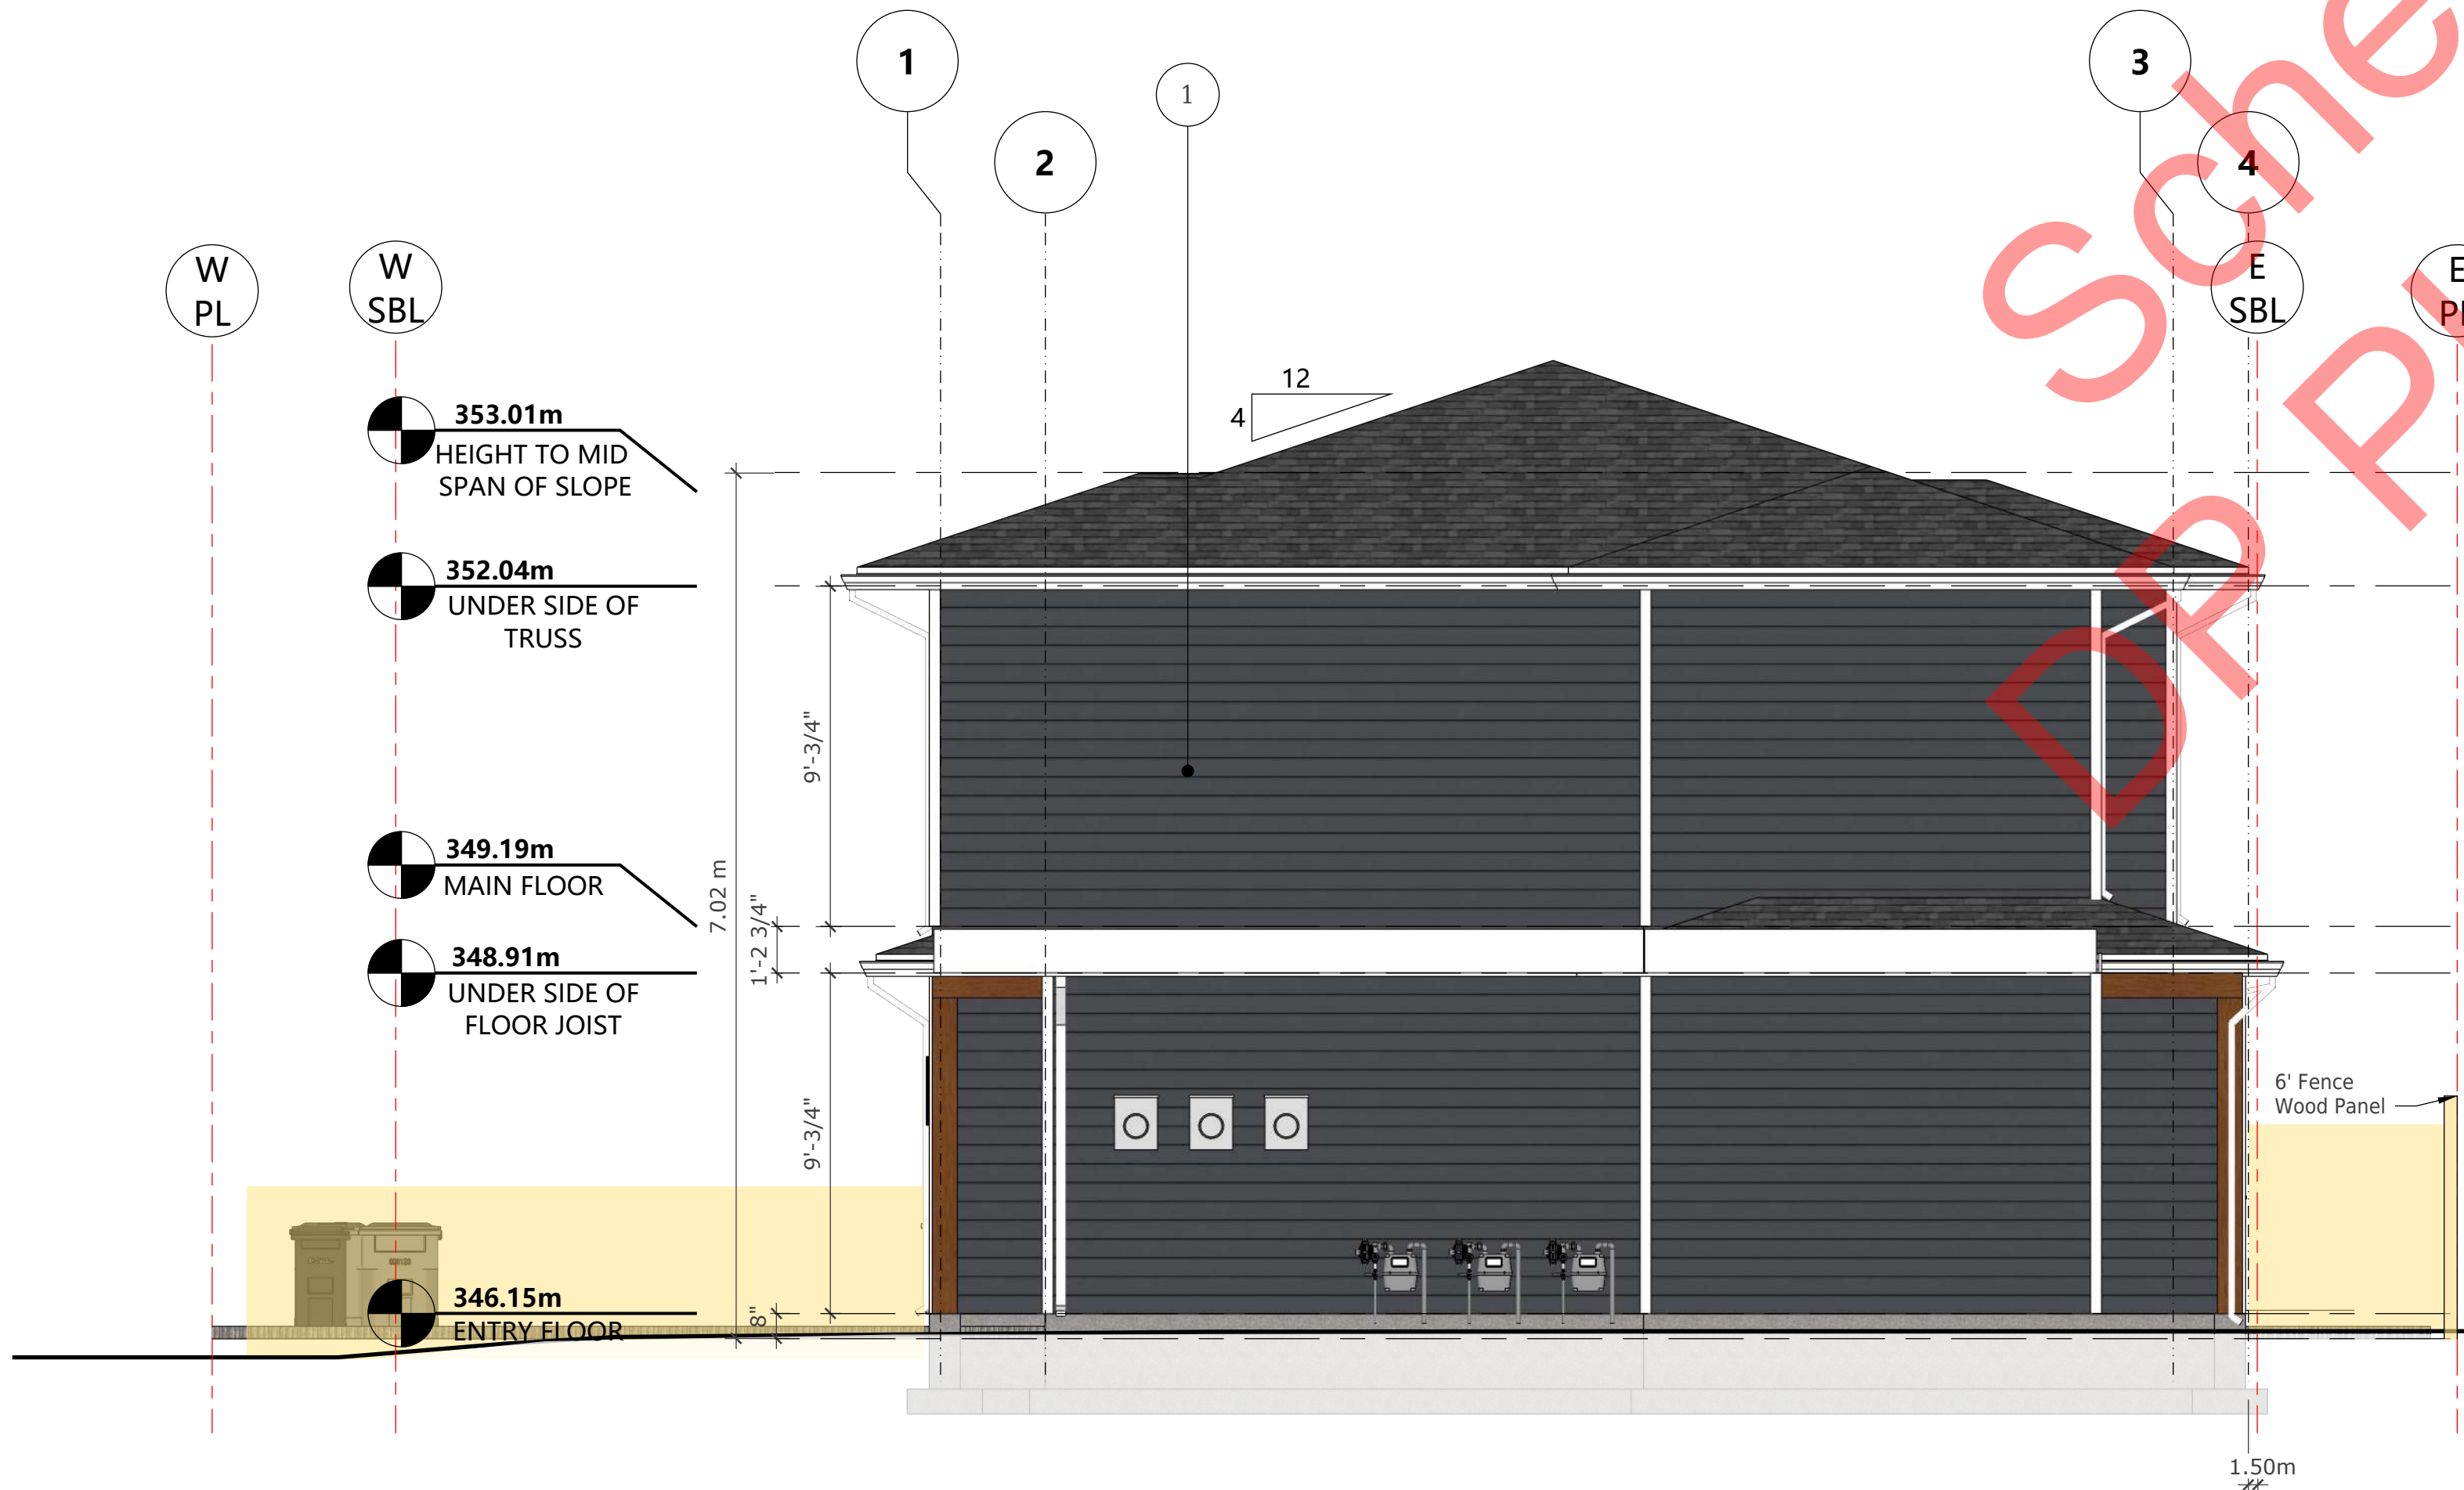 1
3
1
2
4
W
PL
W
SBL
E
SBL
E
Sche
DP P
353.01m
HEIGHT TO MID
SPAN OF SLOPE
12
4
352.04m
UNDER SIDE OF
TRUSS
9'-3/4"
349.19m
MAIN FLOOR
7.02 m
1'-2 3/4"
348.91m
UNDER SIDE OF
FLOOR JOIST
9'-3/4"
6' Fence
Wood Panel
346.15m
ENTRY FLOOR
8"
1.50m